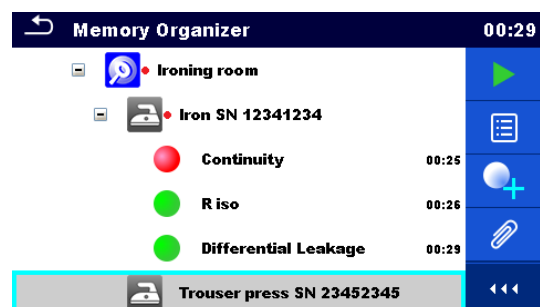 Memory Organizer 00:29
Ironing room
Iron SN 12341234
Continuity 00:25
R iso 00:26
Differential Leakage 00:29
Trouser press SN 23452345